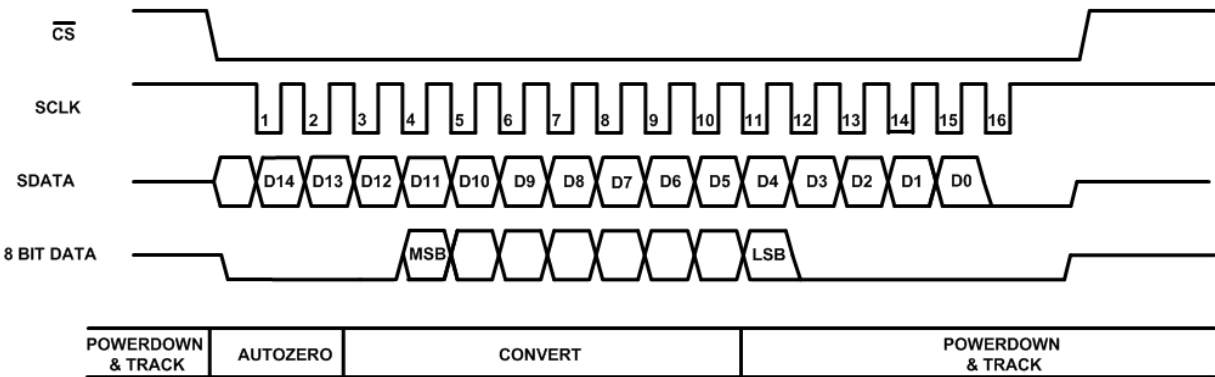 CS
SCLK
1 2 3 4 5 6 7 8 9 10 11 12 13 14 15 16
SDATA
D14 D13 D12 D11 D10 D9 D8 D7 D6 D5 D4 D3 D2 D1 D0
8 BIT DATA
MSB LSB
POWERDOWN
& TRACK
AUTOZERO
CONVERT
POWERDOWN
& TRACK